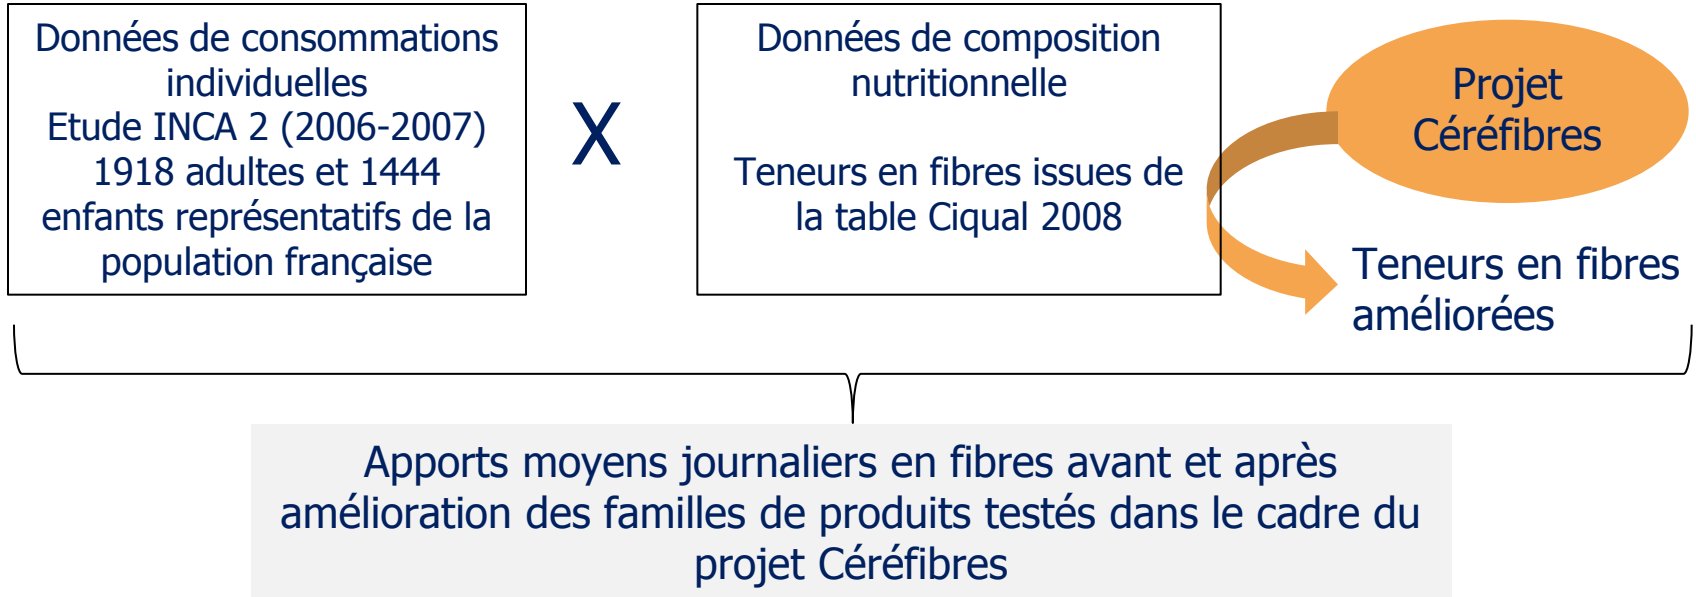 Données de consommations
individuelles
Etude INCA 2 (2006-2007)
1918 adultes et 1444
enfants représentatifs de la
population française
X
Données de composition
nutritionnelle
Teneurs en fibres issues de
la table Ciqual 2008
Projet
Céréfibres
Teneurs en fibres
améliorées
Apports moyens journaliers en fibres avant et après
amélioration des familles de produits testés dans le cadre du
projet Céréfibres